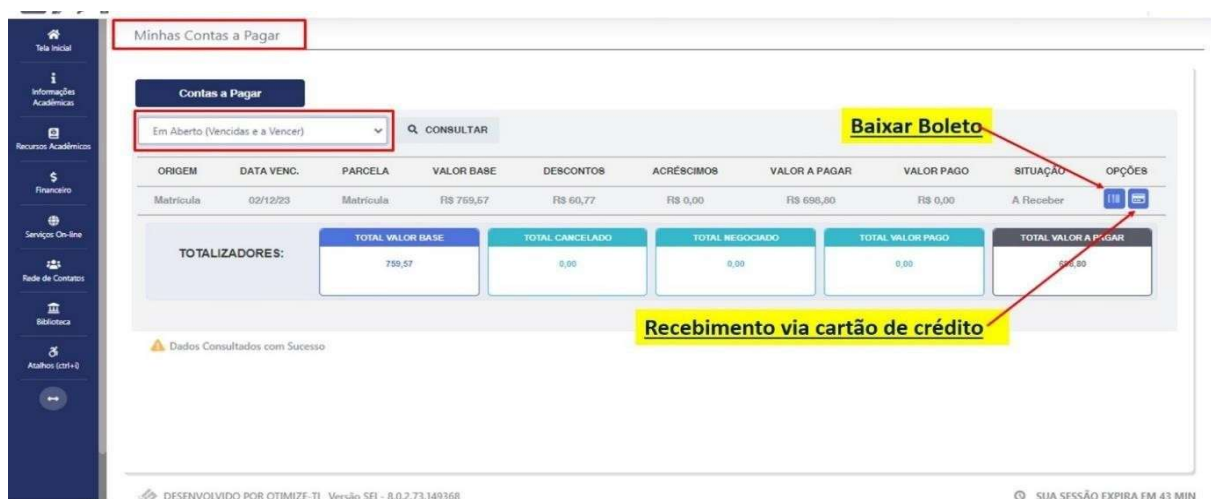 Minhas Contas a Pagar
Tela Inicial
Informações
Acadêmicas
Recursos Acadêmicos
Financeiro
Serviços On-line
Rede de Contatos
Biblioteca
Atalhos (ctrl+i)
Contas a Pagar
Em Aberto (Vencidas e a Vencer)
CONSULTAR
Baixar Boleto
ORIGEM DATA VENC. PARCELA VALOR BASE DESCONTOS ACRÉSCIMOS VALOR A PAGAR VALOR PAGO SITUAÇÃO OPÇÕES
Matrícula 02/12/23 Matrícula R$ 759,57 R$ 60,77 R$ 0,00 R$ 698,80 R$ 0,00 A Receber
TOTALIZADORES:
TOTAL VALOR BASE TOTAL CANCELADO TOTAL NEGOCIADO TOTAL VALOR PAGO TOTAL VALOR A PAGAR
759,57 0,00 0,00 0,00 698,80
Recebimento via cartão de crédito
Dados Consultados com Sucesso
DESENVOLVIDO POR OTIMIZE-TI Versão SEI - 8.0.2.73.149368
SUA SESSÃO EXPIRA EM 43 MIN